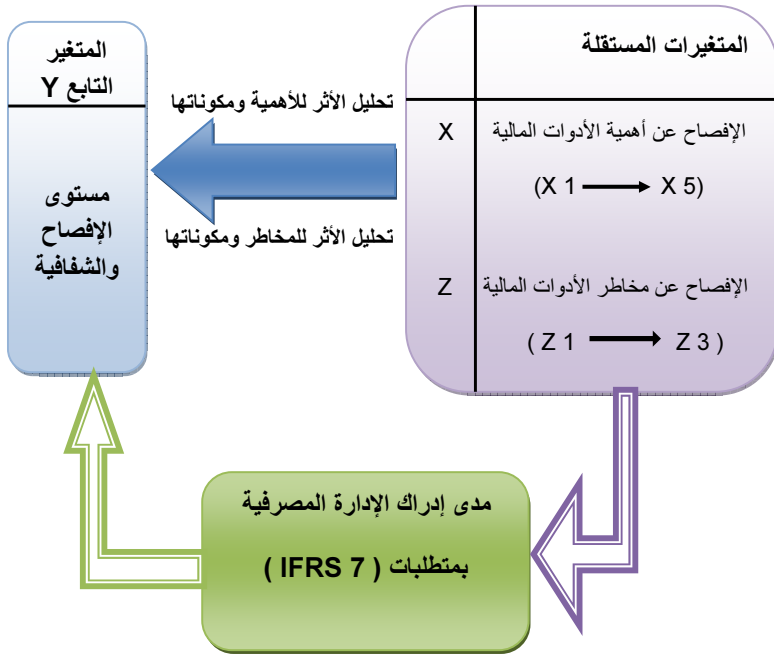 المتغيرات المستقلة
الإفصاح عن أهمية الأدوات المالية X
(X 1 → X 5)
الإفصاح عن مخاطر الأدوات المالية Z
( Z 1 → Z 3 )
تحليل الأثر للأهمية ومكوناتها
تحليل الأثر للمخاطر ومكوناتها
المتغير
التابع Y
مستوى
الإفصاح
والشفافية
مدى إدراك الإدارة المصرفية
بمتطلبات ( IFRS 7 )